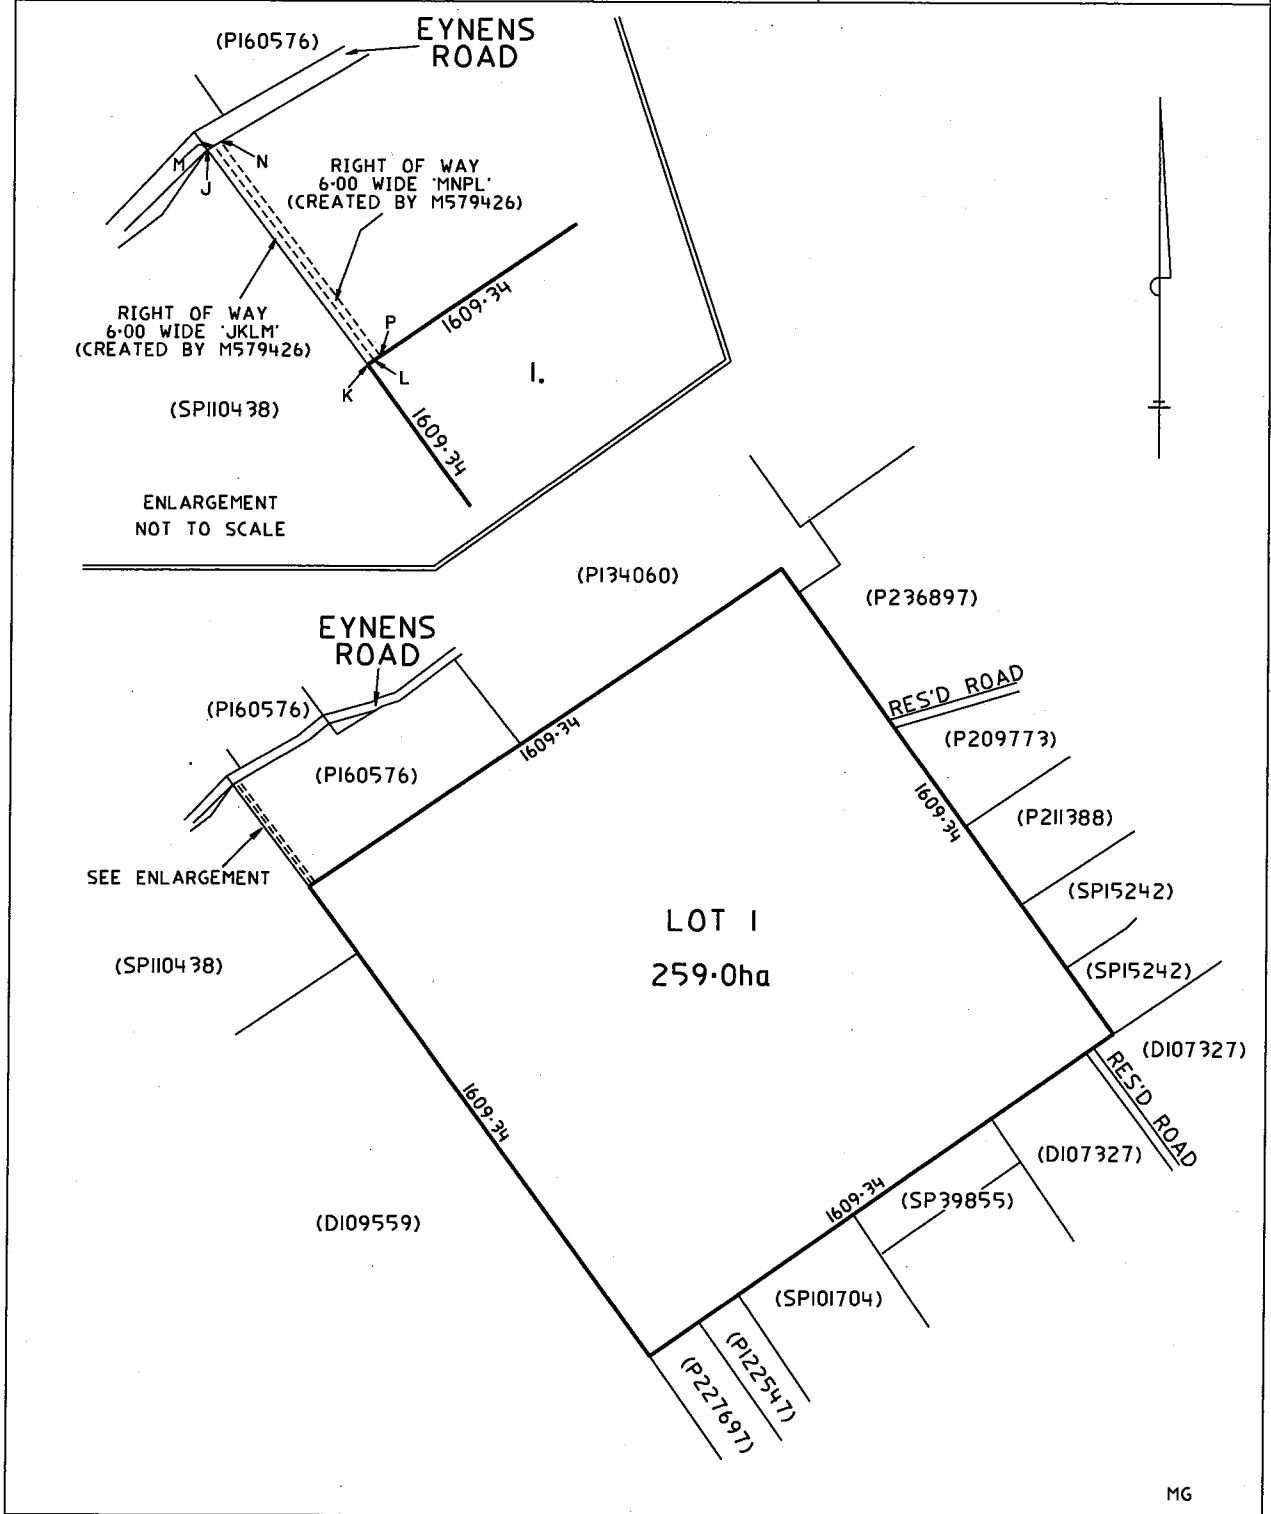 (P160576)
EYNENS
ROAD
M
J
N
RIGHT OF WAY
6·00 WIDE 'MNPL'
(CREATED BY M579426)
RIGHT OF WAY
6·00 WIDE 'JKLM'
(CREATED BY M579426)
1609·34
P
L
K
1.
(SP110438)
1609·34
ENLARGEMENT
NOT TO SCALE
(P134060)
(P236897)
EYNENS
ROAD
(P160576)
RES'D ROAD
1609·34
(P209773)
(P160576)
1609·34
(P211388)
SEE ENLARGEMENT
(SP15242)
LOT 1
259·0ha
(SP110438)
(SP15242)
(D107327)
RES'D ROAD
1609·34
(D107327)
1609·34
(SP39855)
(D109559)
(SP101704)
(P122547)
(P227697)
MG